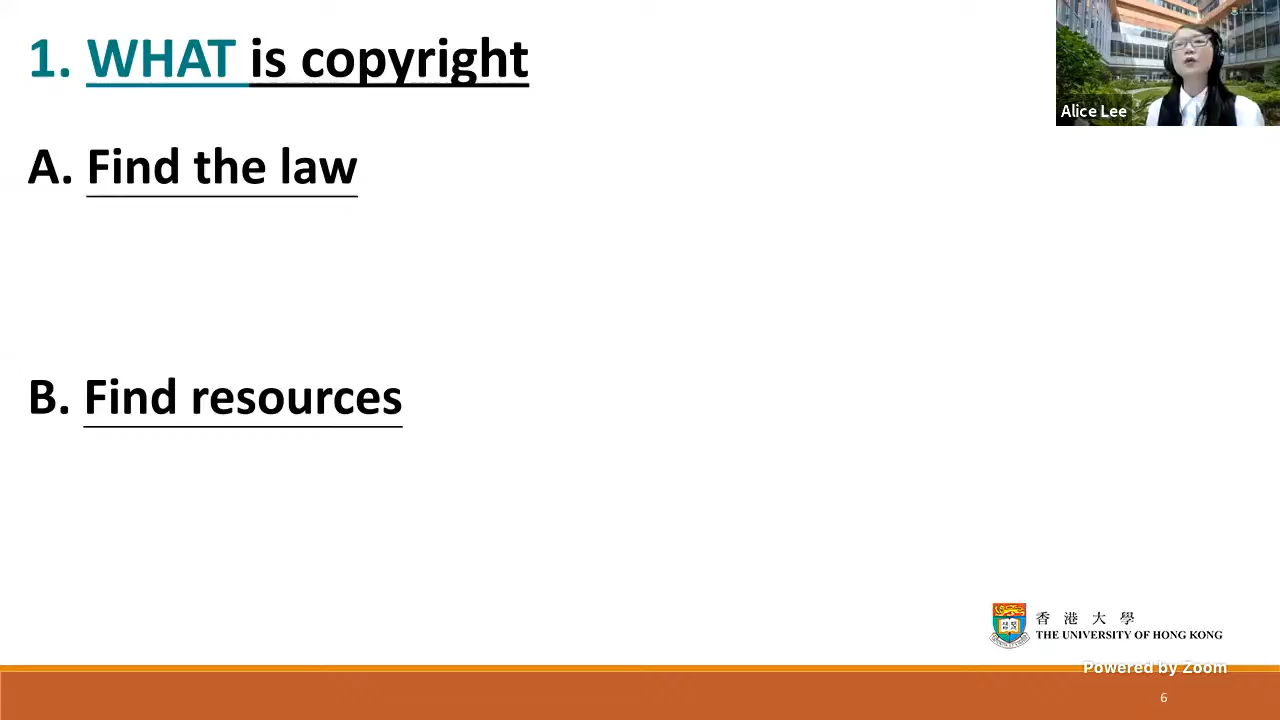 1. WHAT is copyright
Alice Lee
A. Find the law
B. Find resources
香港大學
THE UNIVERSITY OF HONG KONG
Powered by Zoom
6